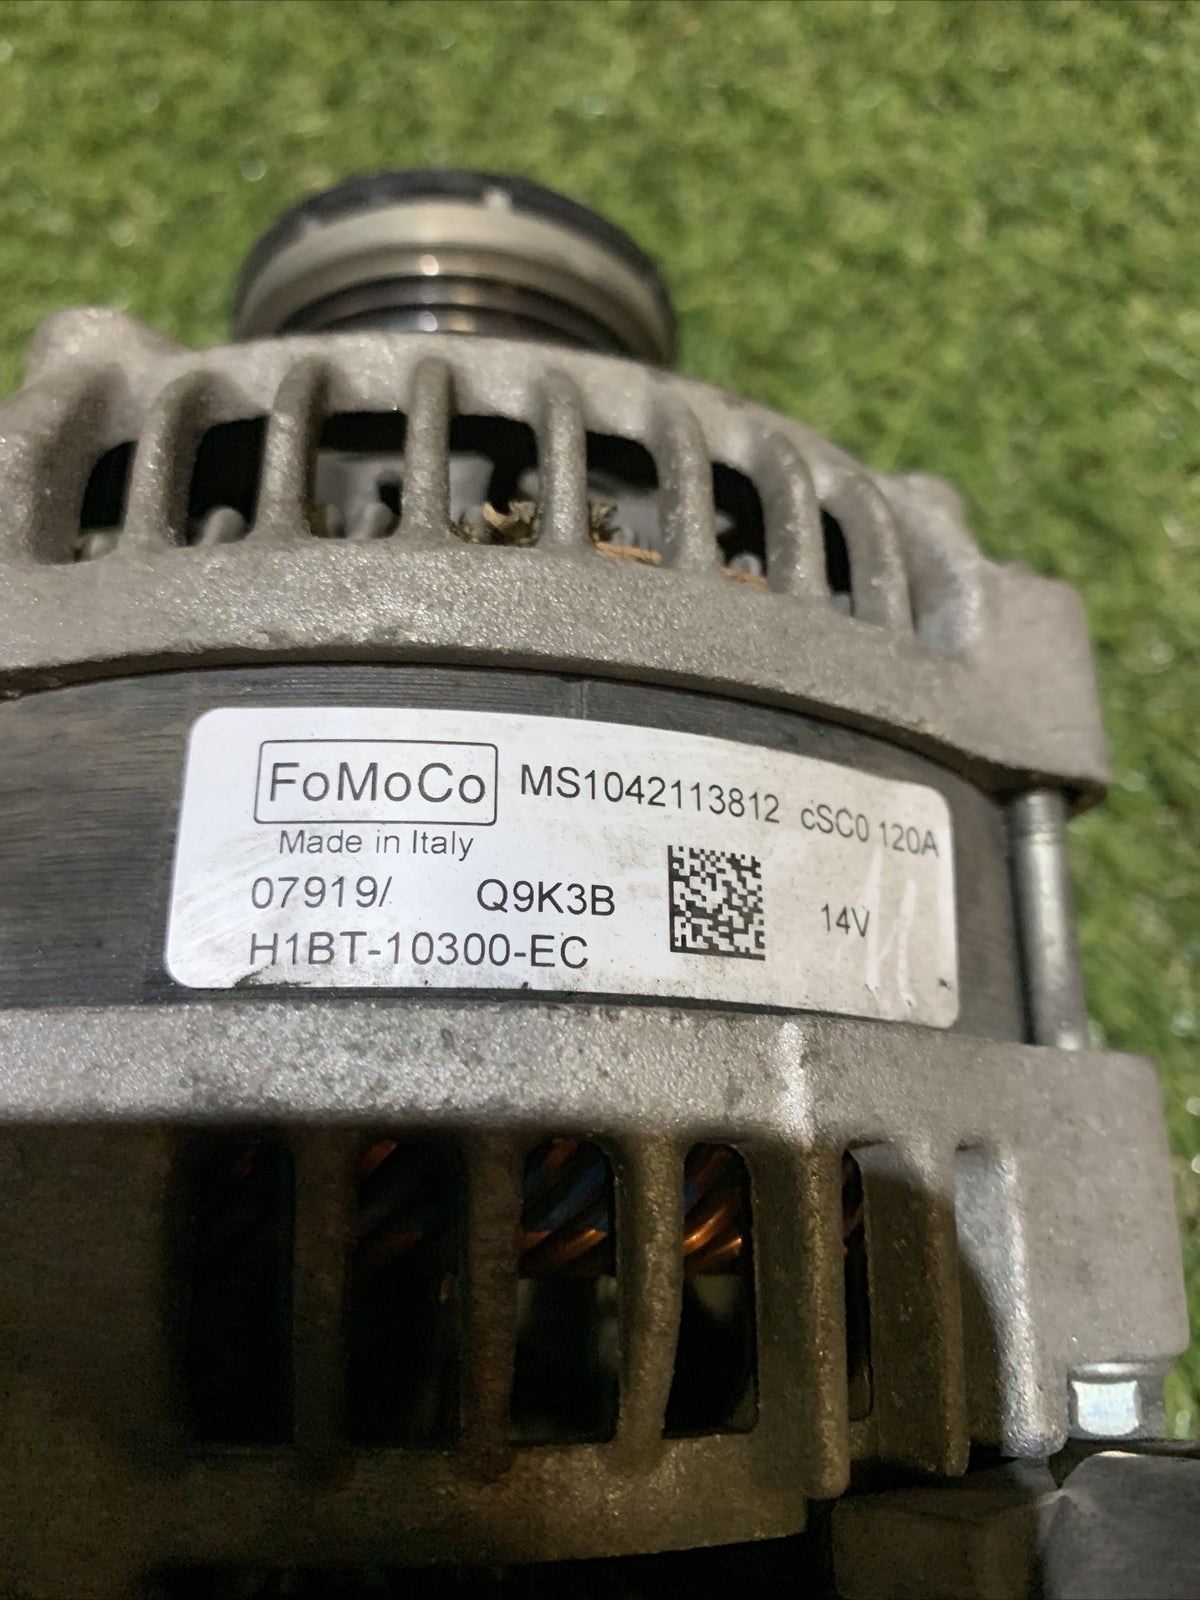 FoMoCo MS1042113812 cSC0 120A
Made in Italy
07919/ Q9K3B 14V
H1BT-10300-EC